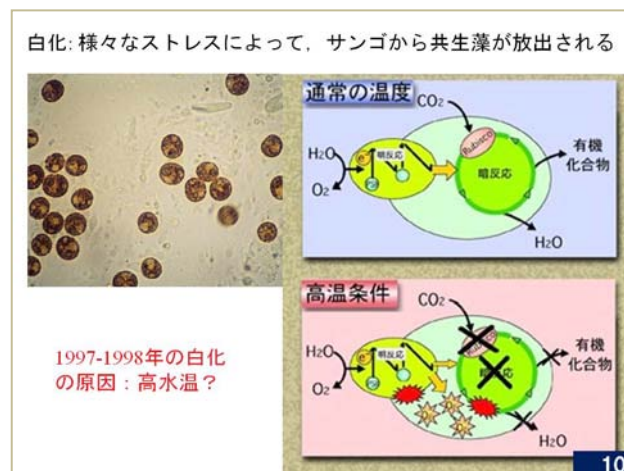 白化: 様々なストレスによって，サンゴから共生藻が放出される
通常の温度
CO2
Rubisco
H2O
明反応
暗反応
有機
化合物
O2
H2O
高温条件
CO2
1997-1998年の白化
の原因：高水温？
H2O
明反応
反応
有機
化合物
O2
H2O
10